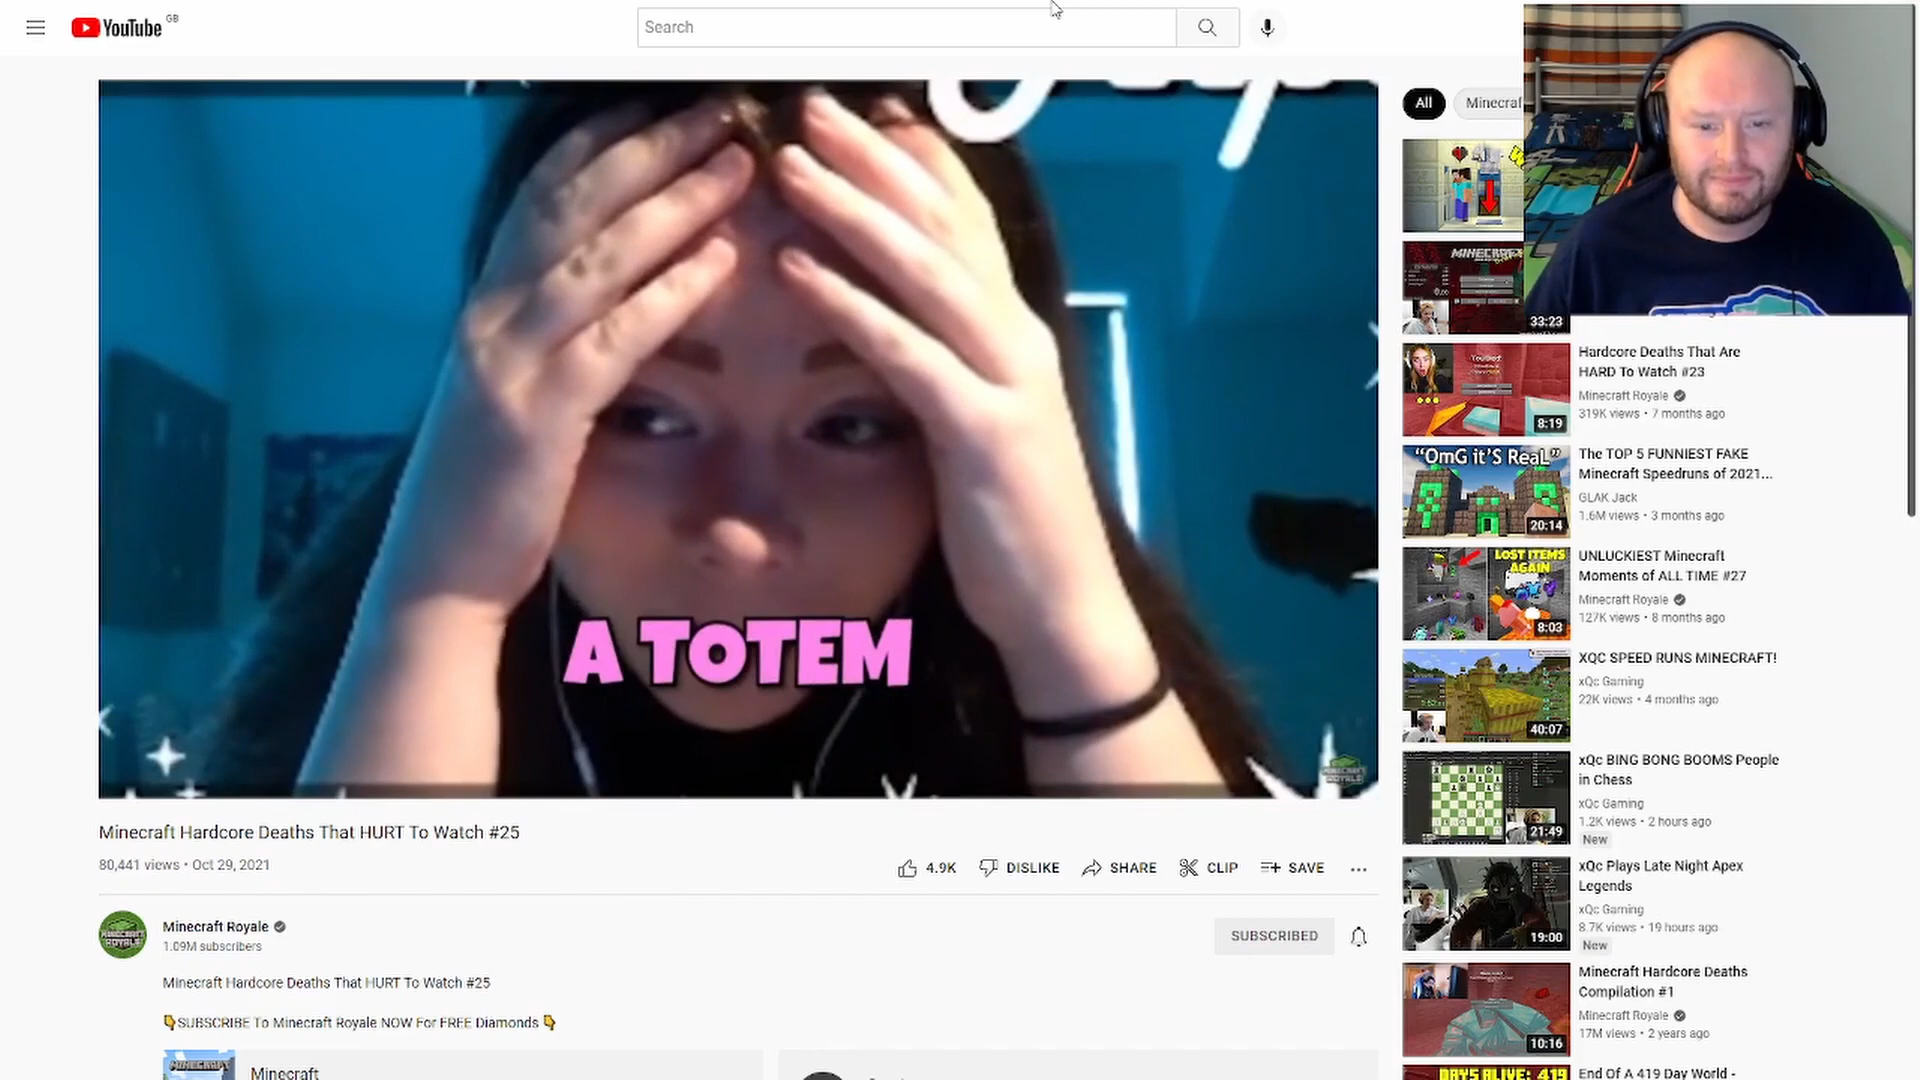 YouTube GB
Search
A TOTEM
Minecraft Hardcore Deaths That HURT To Watch #25
80,441 views • Oct 29, 2021
4.9K
DISLIKE
SHARE
CLIP
SAVE
Minecraft Royale
1.09M subscribers
SUBSCRIBED
Minecraft Hardcore Deaths That HURT To Watch #25
👇SUBSCRIBE To Minecraft Royale NOW For FREE Diamonds 👇
Minecraft
All
Minecraf
33:23
Hardcore Deaths That Are
HARD To Watch #23
Minecraft Royale
319K views • 7 months ago
8:19
"OmG it'S ReaL"
20:14
The TOP 5 FUNNIEST FAKE
Minecraft Speedruns of 2021...
GLAK Jack
1.6M views • 3 months ago
LOST ITEMS
AGAIN
8:03
UNLUCKIEST Minecraft
Moments of ALL TIME #27
Minecraft Royale
127K views • 8 months ago
40:07
XQC SPEED RUNS MINECRAFT!
xQc Gaming
22K views • 4 months ago
21:49
xQc BING BONG BOOMS People
in Chess
xQc Gaming
1.2K views • 2 hours ago
New
19:00
xQc Plays Late Night Apex
Legends
xQc Gaming
8.7K views • 19 hours ago
New
10:16
Minecraft Hardcore Deaths
Compilation #1
Minecraft Royale
17M views • 2 years ago
DAYS ALIVE: 419
End Of A 419 Day World -